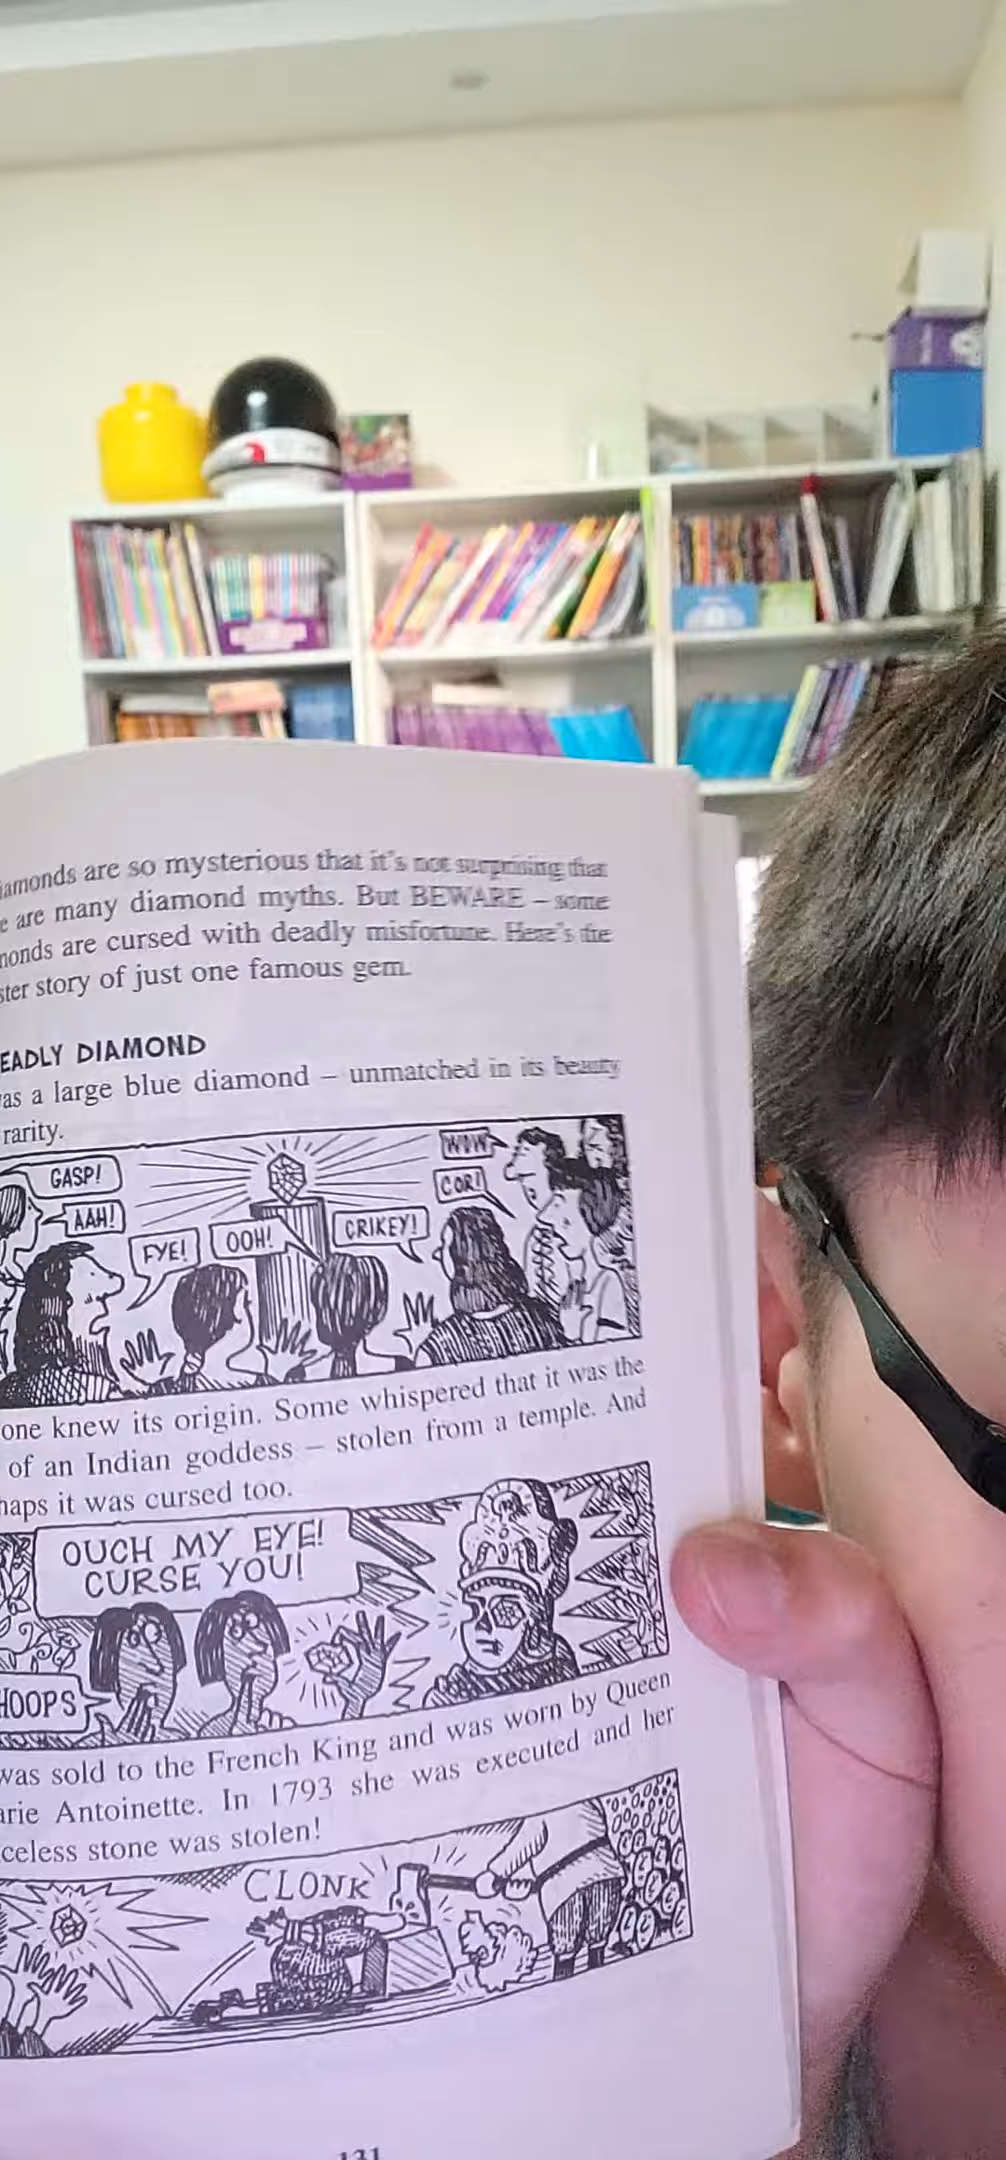 iamonds are so mysterious that it's not surprising that
e are many diamond myths. But BEWARE – some
monds are cursed with deadly misfortune. Here's the
ster story of just one famous gem.
EADLY DIAMOND
as a large blue diamond – unmatched in its beauty
rarity.
GASP!
AAH!
FYE!
OOH!
CRIKEY!
WOW
COR!
one knew its origin. Some whispered that it was the
of an Indian goddess – stolen from a temple. And
haps it was cursed too.
OUCH MY EYE!
CURSE YOU!
HOOPS
was sold to the French King and was worn by Queen
arie Antoinette. In 1793 she was executed and her
celess stone was stolen!
CLONK
131